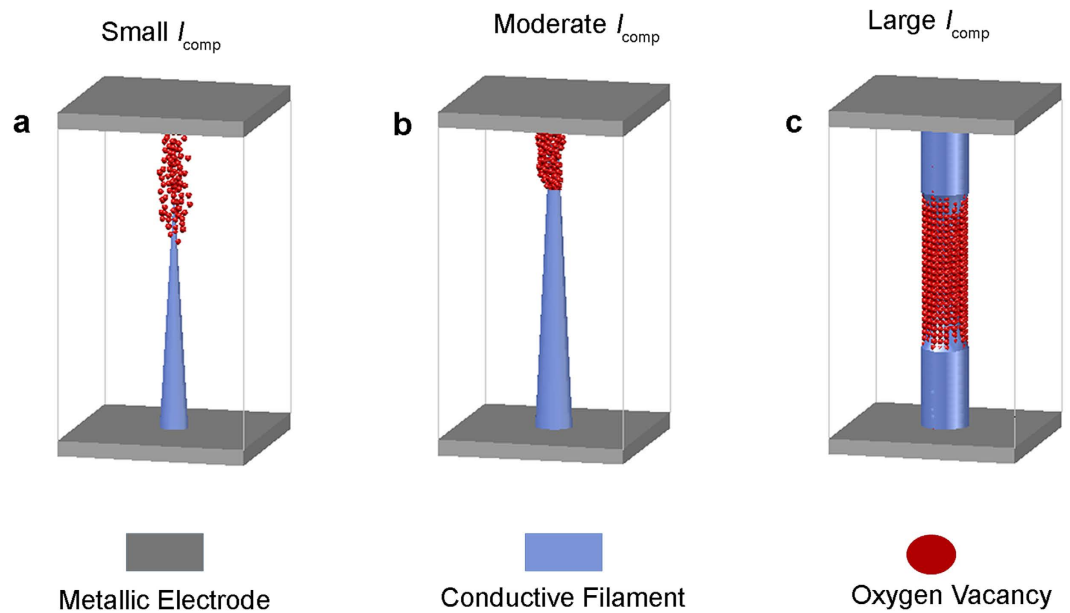 Small Icomp
Moderate Icomp
Large Icomp
a
b
c
Metallic Electrode
Conductive Filament
Oxygen Vacancy